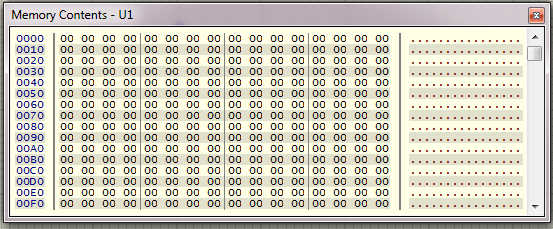 Memory Contents - U1
0000 00 00 00 00 00 00 00 00 00 00 00 00 00 00 00 00 ................
0010 00 00 00 00 00 00 00 00 00 00 00 00 00 00 00 00 ................
0020 00 00 00 00 00 00 00 00 00 00 00 00 00 00 00 00 ................
0030 00 00 00 00 00 00 00 00 00 00 00 00 00 00 00 00 ................
0040 00 00 00 00 00 00 00 00 00 00 00 00 00 00 00 00 ................
0050 00 00 00 00 00 00 00 00 00 00 00 00 00 00 00 00 ................
0060 00 00 00 00 00 00 00 00 00 00 00 00 00 00 00 00 ................
0070 00 00 00 00 00 00 00 00 00 00 00 00 00 00 00 00 ................
0080 00 00 00 00 00 00 00 00 00 00 00 00 00 00 00 00 ................
0090 00 00 00 00 00 00 00 00 00 00 00 00 00 00 00 00 ................
00A0 00 00 00 00 00 00 00 00 00 00 00 00 00 00 00 00 ................
00B0 00 00 00 00 00 00 00 00 00 00 00 00 00 00 00 00 ................
00C0 00 00 00 00 00 00 00 00 00 00 00 00 00 00 00 00 ................
00D0 00 00 00 00 00 00 00 00 00 00 00 00 00 00 00 00 ................
00E0 00 00 00 00 00 00 00 00 00 00 00 00 00 00 00 00 ................
00F0 00 00 00 00 00 00 00 00 00 00 00 00 00 00 00 00 ................